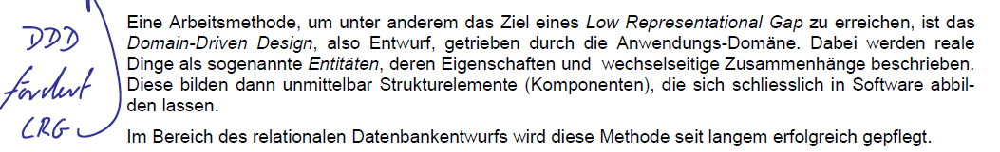 DDD
fördert
LRG
Eine Arbeitsmethode, um unter anderem das Ziel eines Low Representational Gap zu erreichen, ist das
Domain-Driven Design, also Entwurf, getrieben durch die Anwendungs-Domäne. Dabei werden reale
Dinge als sogenannte Entitäten, deren Eigenschaften und wechselseitige Zusammenhänge beschrieben.
Diese bilden dann unmittelbar Strukturelemente (Komponenten), die sich schliesslich in Software abbil-
den lassen.
Im Bereich des relationalen Datenbankentwurfs wird diese Methode seit langem erfolgreich gepflegt.